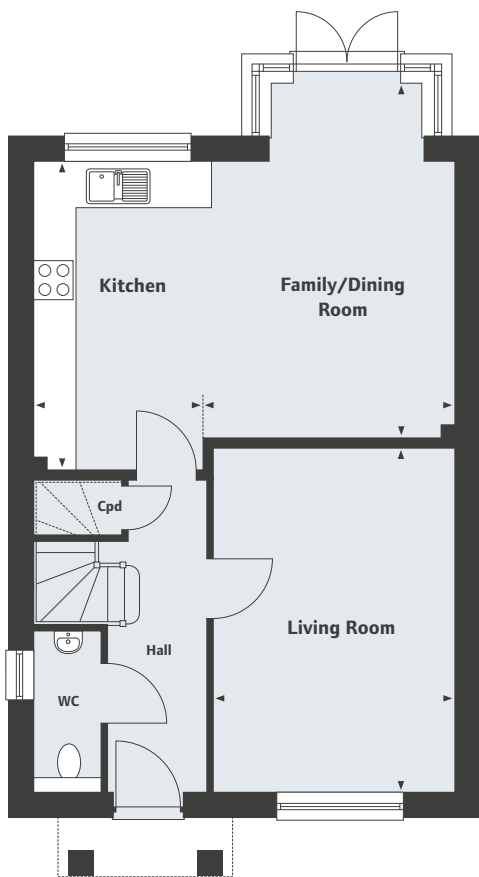 Kitchen
Family/Dining
Room
Cpd
Hall
Living Room
WC